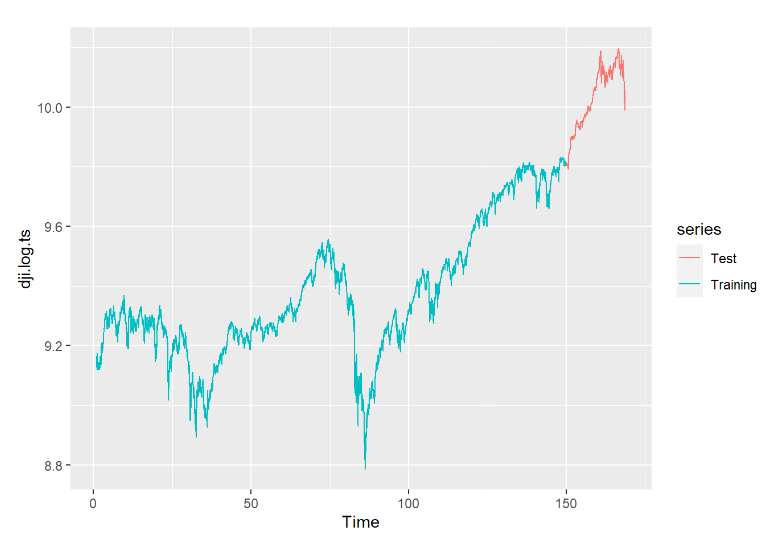 10.0
9.6
9.2
8.8
dji.log.ts
0 50 100 150
Time
series
Test
Training